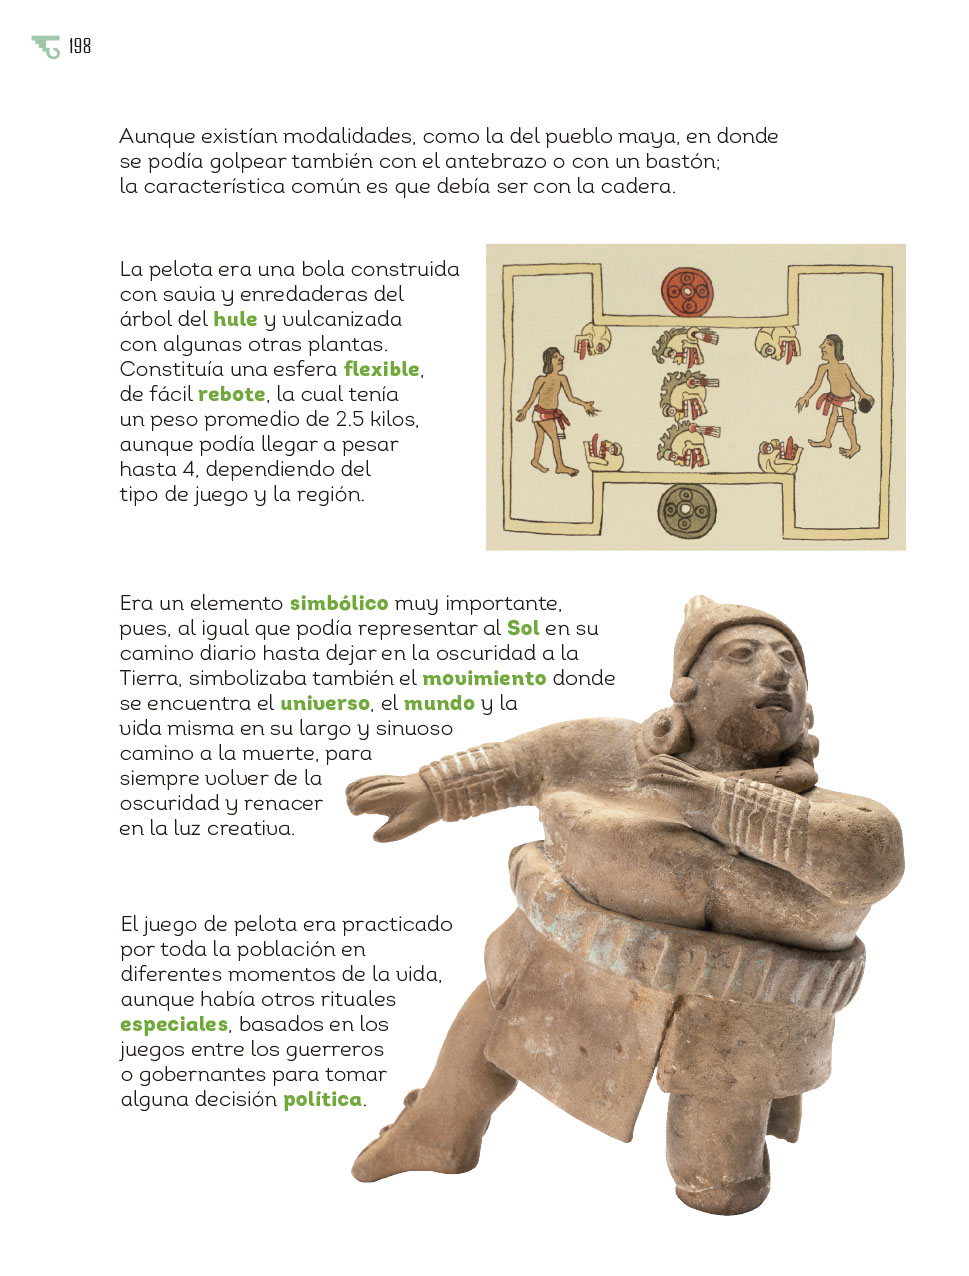 198
Aunque existían modalidades, como la del pueblo maya, en donde
se podía golpear también con el antebrazo o con un bastón;
la característica común es que debía ser con la cadera.
La pelota era una bola construida
con savia y enredaderas del
árbol del hule y vulcanizada
con algunas otras plantas.
Constituía una esfera flexible,
de fácil rebote, la cual tenía
un peso promedio de 2.5 kilos,
aunque podía llegar a pesar
hasta 4, dependiendo del
tipo de juego y la región.
Era un elemento simbólico muy importante,
pues, al igual que podía representar al Sol en su
camino diario hasta dejar en la oscuridad a la
Tierra, simbolizaba también el movimiento donde
se encuentra el universo, el mundo y la
vida misma en su largo y sinuoso
camino a la muerte, para
siempre volver de la
oscuridad y renacer
en la luz creativa.
El juego de pelota era practicado
por toda la población en
diferentes momentos de la vida,
aunque había otros rituales
especiales, basados en los
juegos entre los guerreros
o gobernantes para tomar
alguna decisión política.